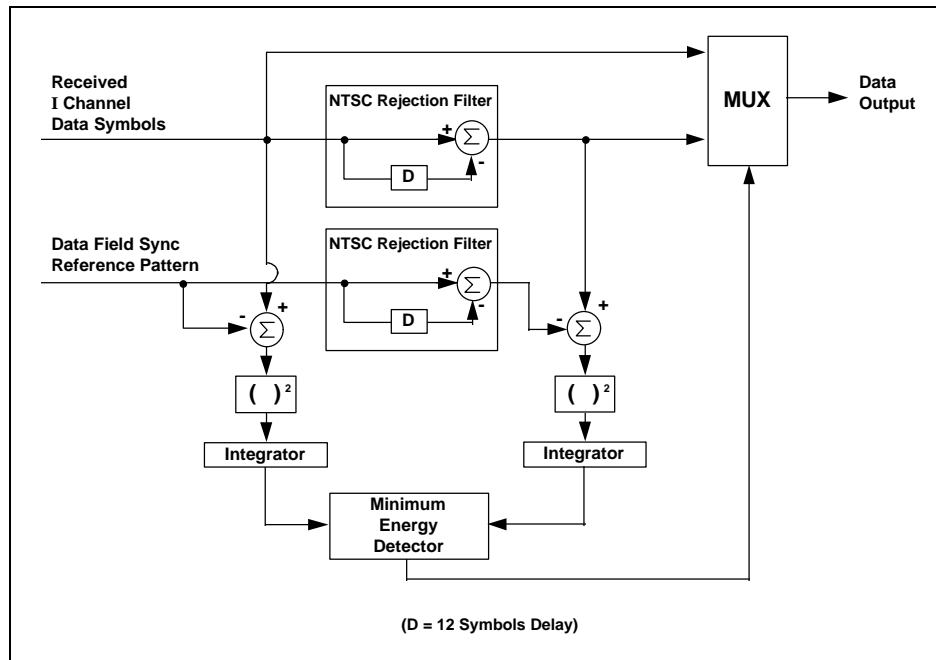 Received
I Channel
Data Symbols
NTSC Rejection Filter
+
Σ
-
D
MUX
Data
Output
Data Field Sync
Reference Pattern
NTSC Rejection Filter
+
Σ
-
D
-
+
Σ
-
+
Σ
( )²
( )²
Integrator
Integrator
Minimum
Energy
Detector
(D = 12 Symbols Delay)